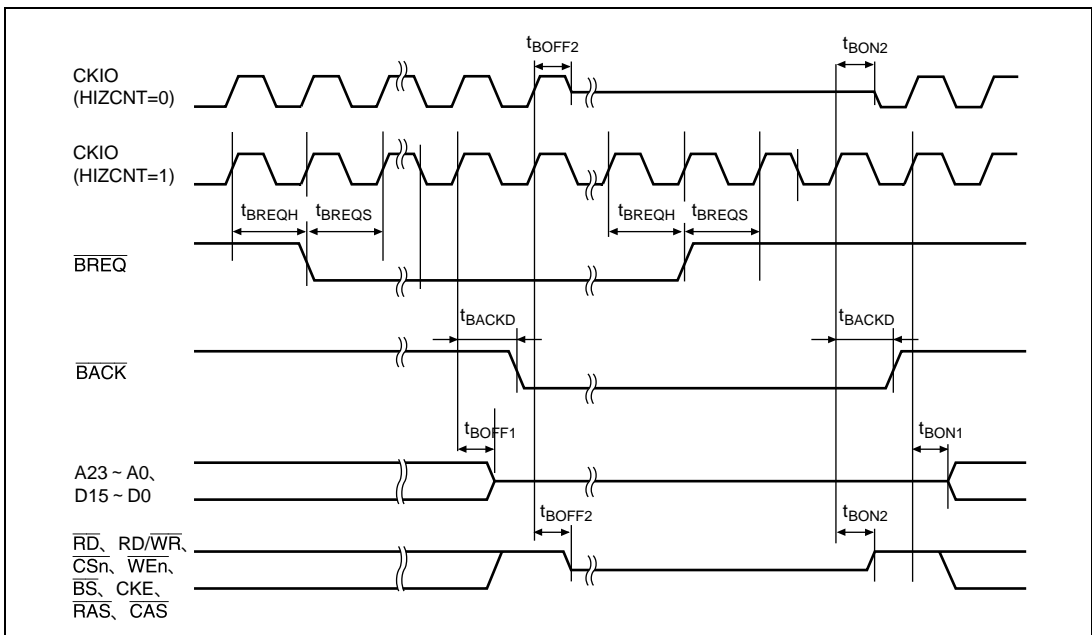 tBOFF2
tBON2
CKIO
(HIZCNT=0)
CKIO
(HIZCNT=1)
tBREQH
tBREQS
tBREQH
tBREQS
BREQ
tBACKD
tBACKD
BACK
tBOFF1
tBON1
A23 ~ A0、
D15 ~ D0
tBOFF2
tBON2
RD、 RD/WR、
CSn、 WEn、
BS、 CKE、
RAS、 CAS